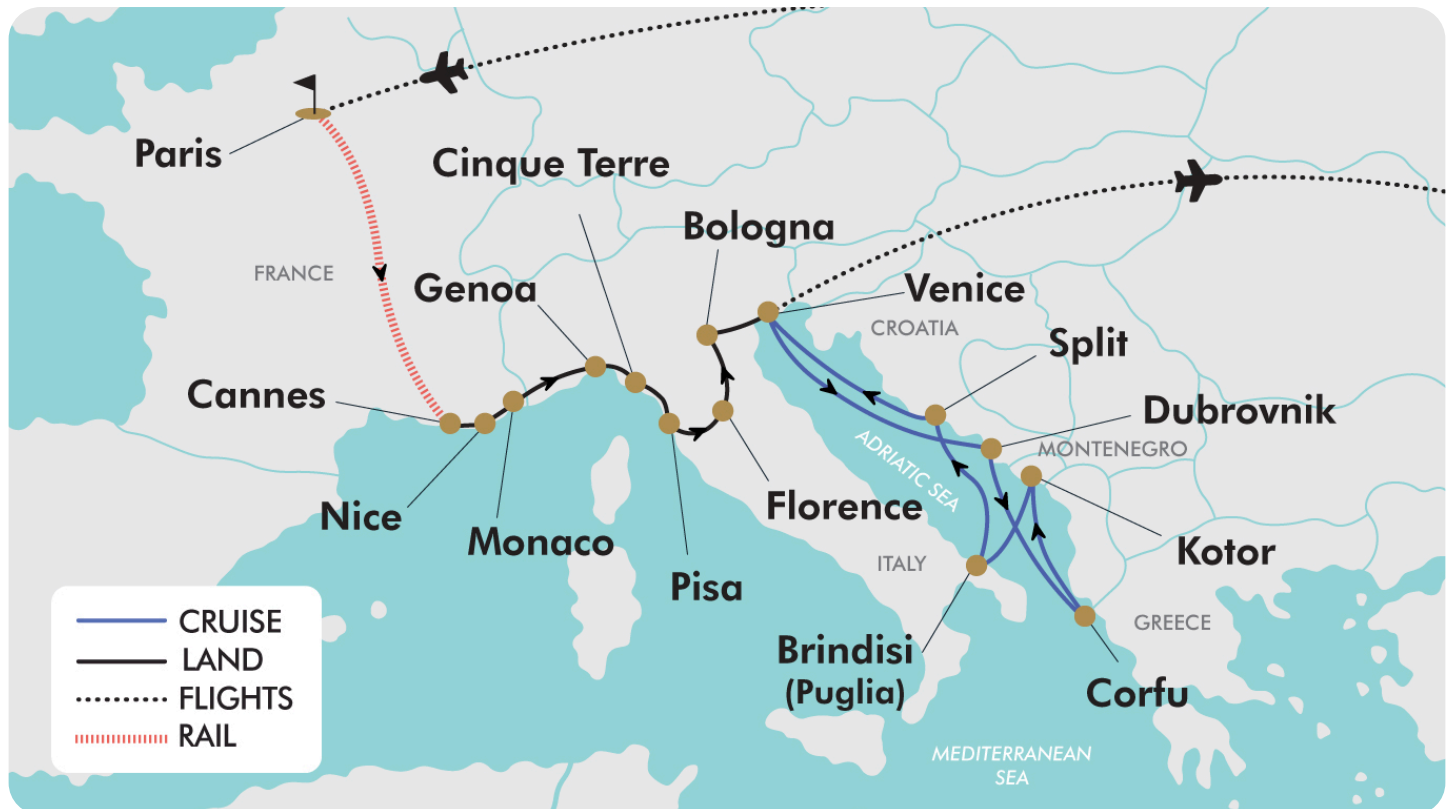 Paris
Cinque Terre
Bologna
FRANCE
Genoa
Venice
CROATIA
Split
Cannes
Dubrovnik
MONTENEGRO
ADRIATIC SEA
Nice
Florence
Monaco
Kotor
ITALY
Pisa
GREECE
Brindisi
(Puglia)
Corfu
MEDITERRANEAN
SEA
CRUISE
LAND
FLIGHTS
RAIL